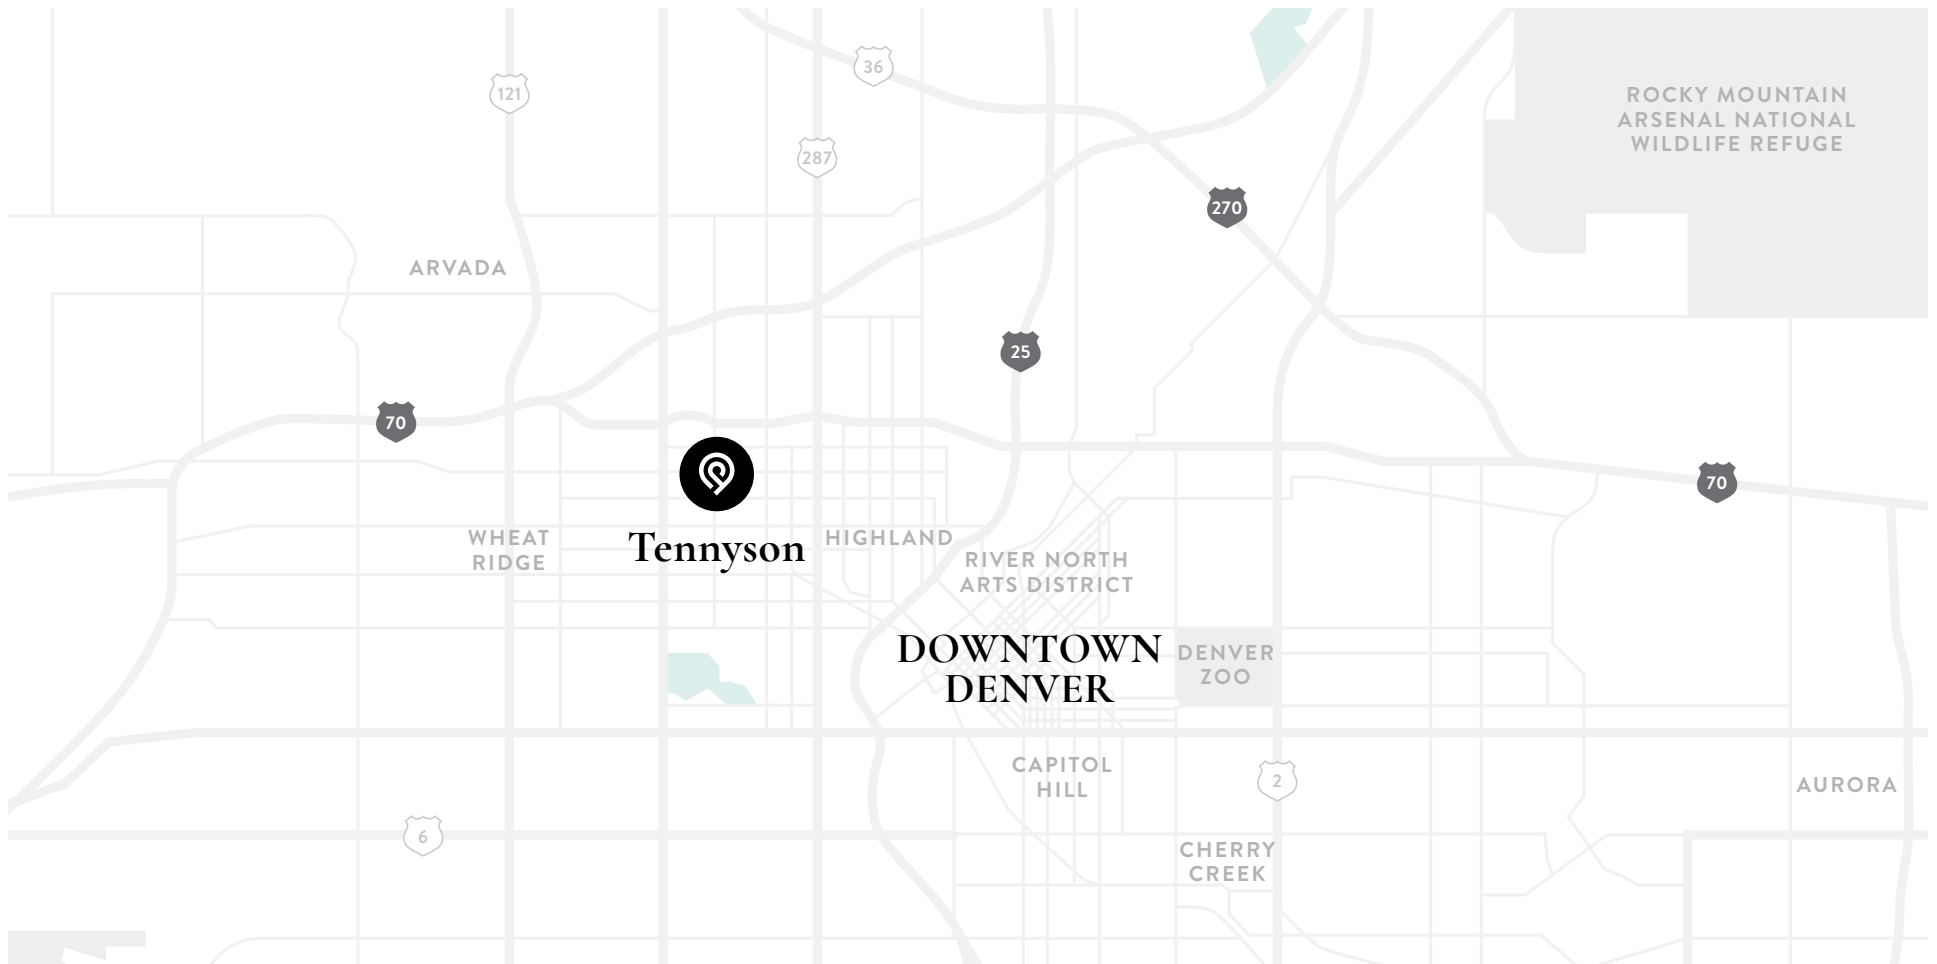 36
121
ROCKY MOUNTAIN
ARSENAL NATIONAL
WILDLIFE REFUGE
287
270
ARVADA
25
70
70
WHEAT
RIDGE
Tennyson
HIGHLAND
RIVER NORTH
ARTS DISTRICT
DOWNTOWN
DENVER
DENVER
ZOO
CAPITOL
HILL
2
AURORA
6
CHERRY
CREEK